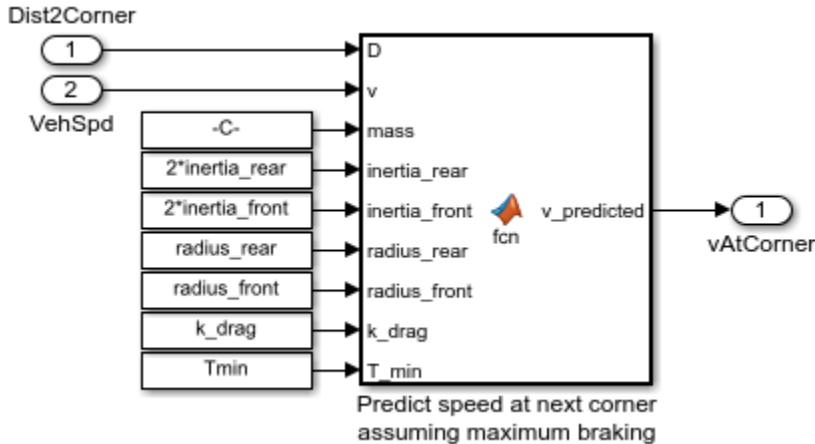 Dist2Corner
1
D
2
v
VehSpd
-C-
mass
2*inertia_rear
inertia_rear
2*inertia_front
inertia_front
fcn
v_predicted
1
vAtCorner
radius_rear
radius_rear
radius_front
radius_front
k_drag
k_drag
Tmin
T_min
Predict speed at next corner
assuming maximum braking